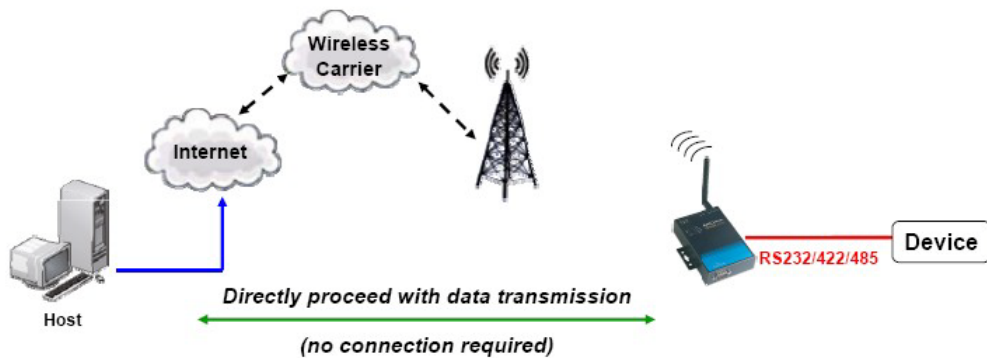 Wireless
Carrier
Internet
Host
RS232/422/485
Device
Directly proceed with data transmission
(no connection required)